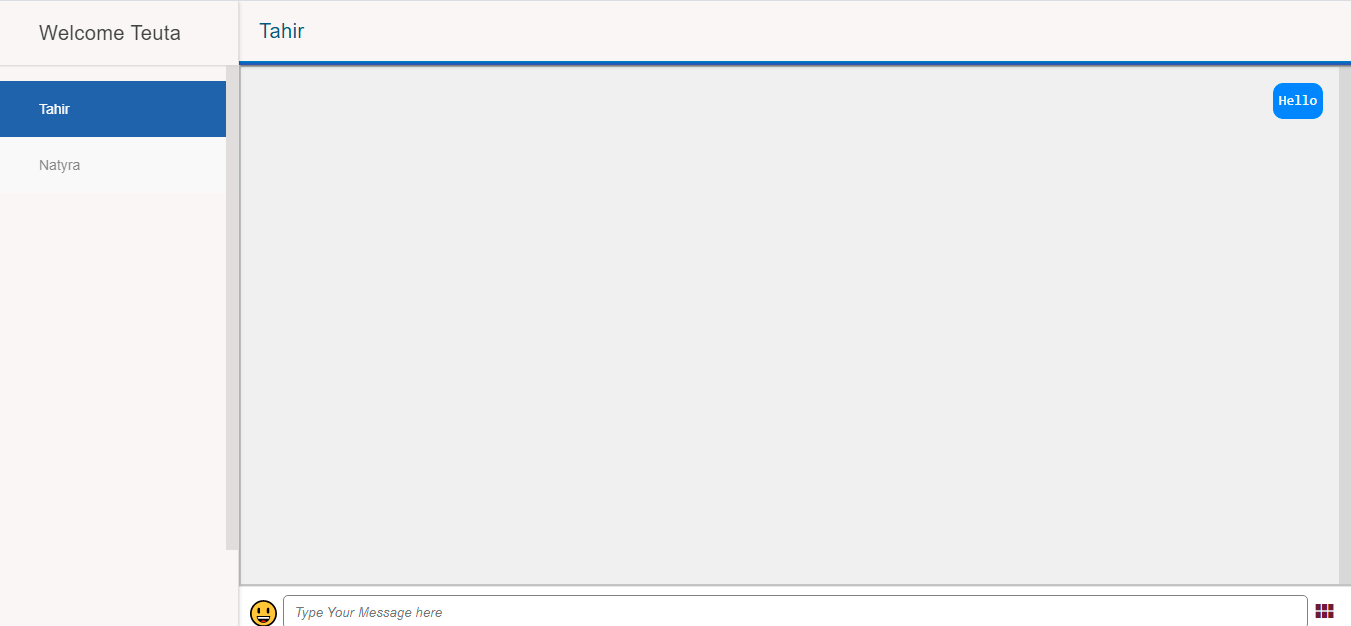 Welcome Teuta
Tahir
Tahir
Natyra
Hello
Type Your Message here